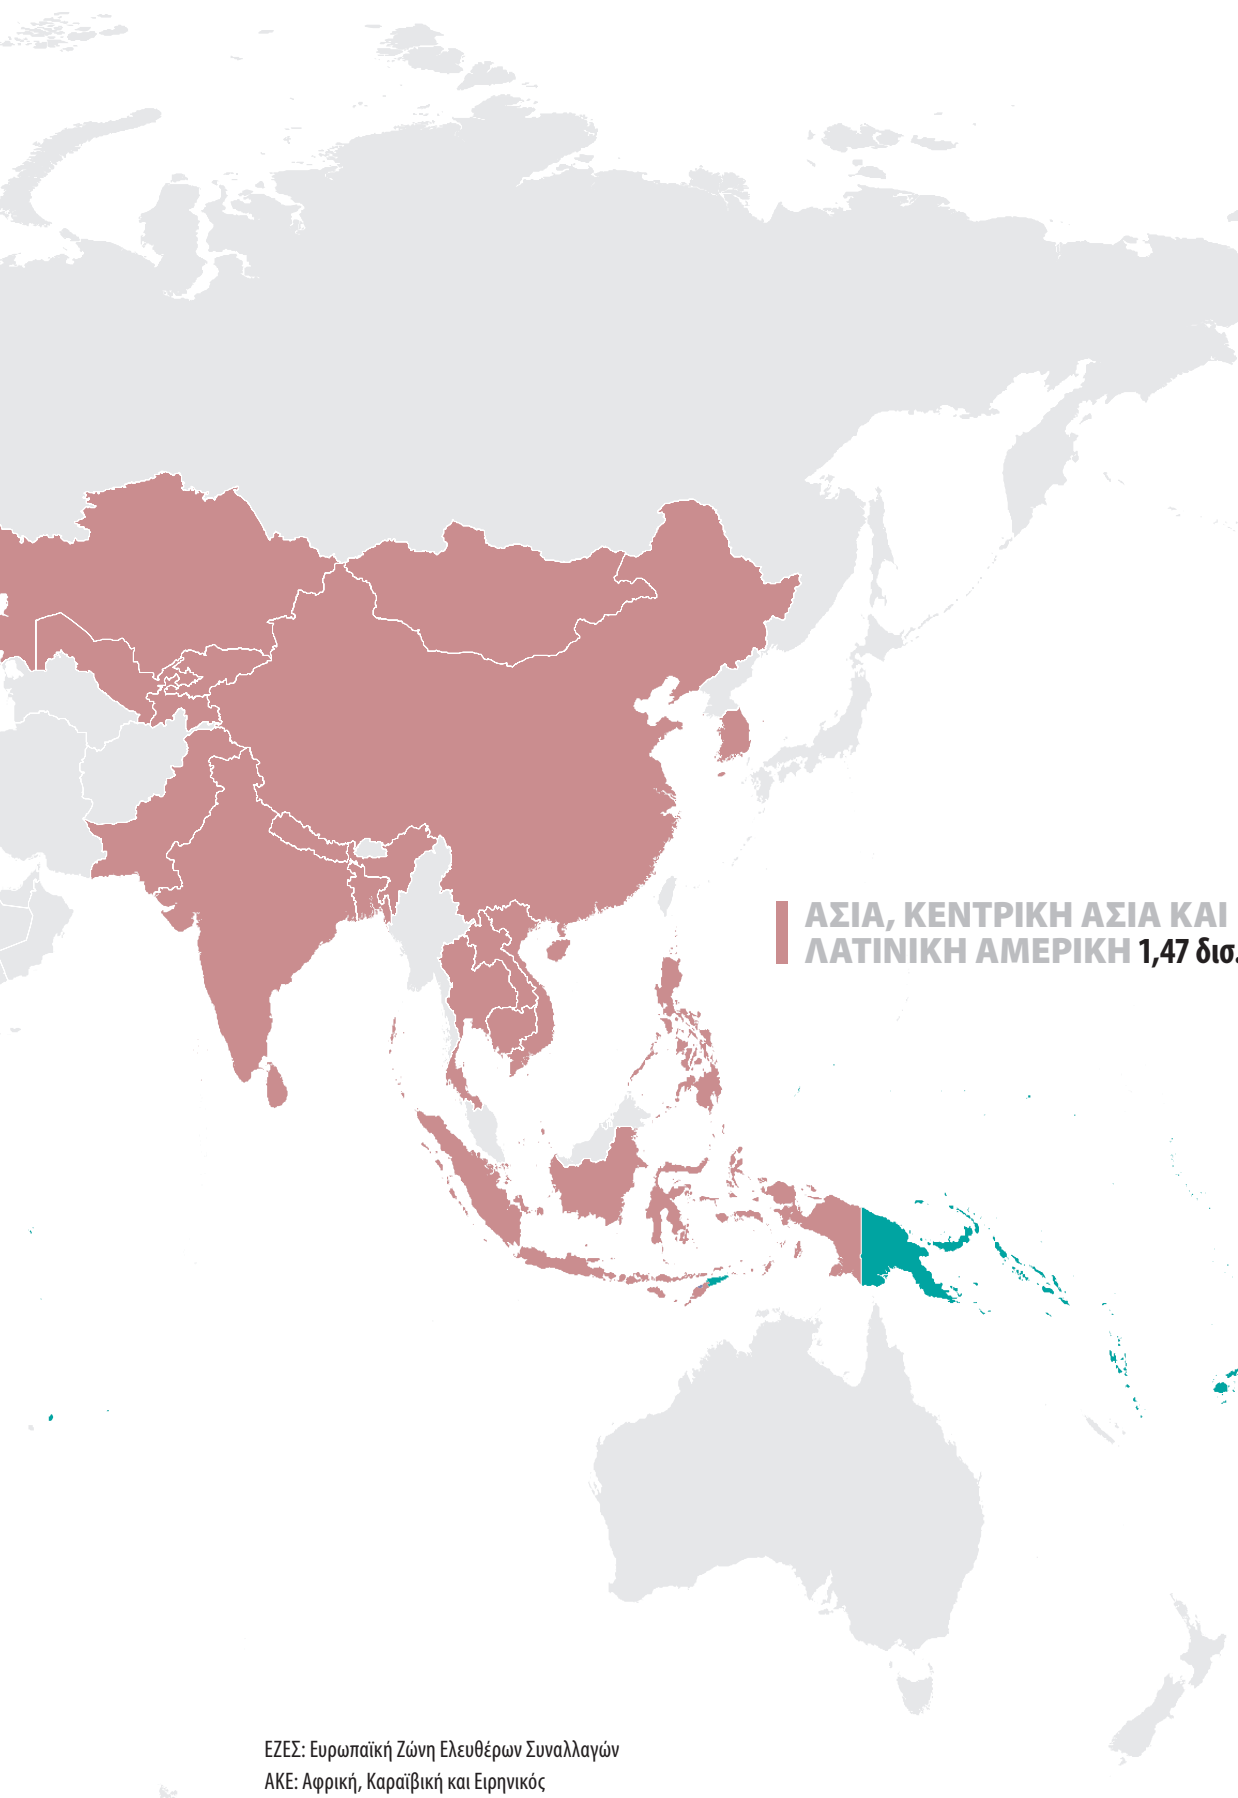 ΑΣΙΑ, ΚΕΝΤΡΙΚΗ ΑΣΙΑ ΚΑΙ
ΛΑΤΙΝΙΚΗ ΑΜΕΡΙΚΗ 1,47 δισ.
ΕΖΕΣ: Ευρωπαϊκή Ζώνη Ελευθέρων Συναλλαγών
ΑΚΕ: Αφρική, Καραϊβική και Ειρηνικός